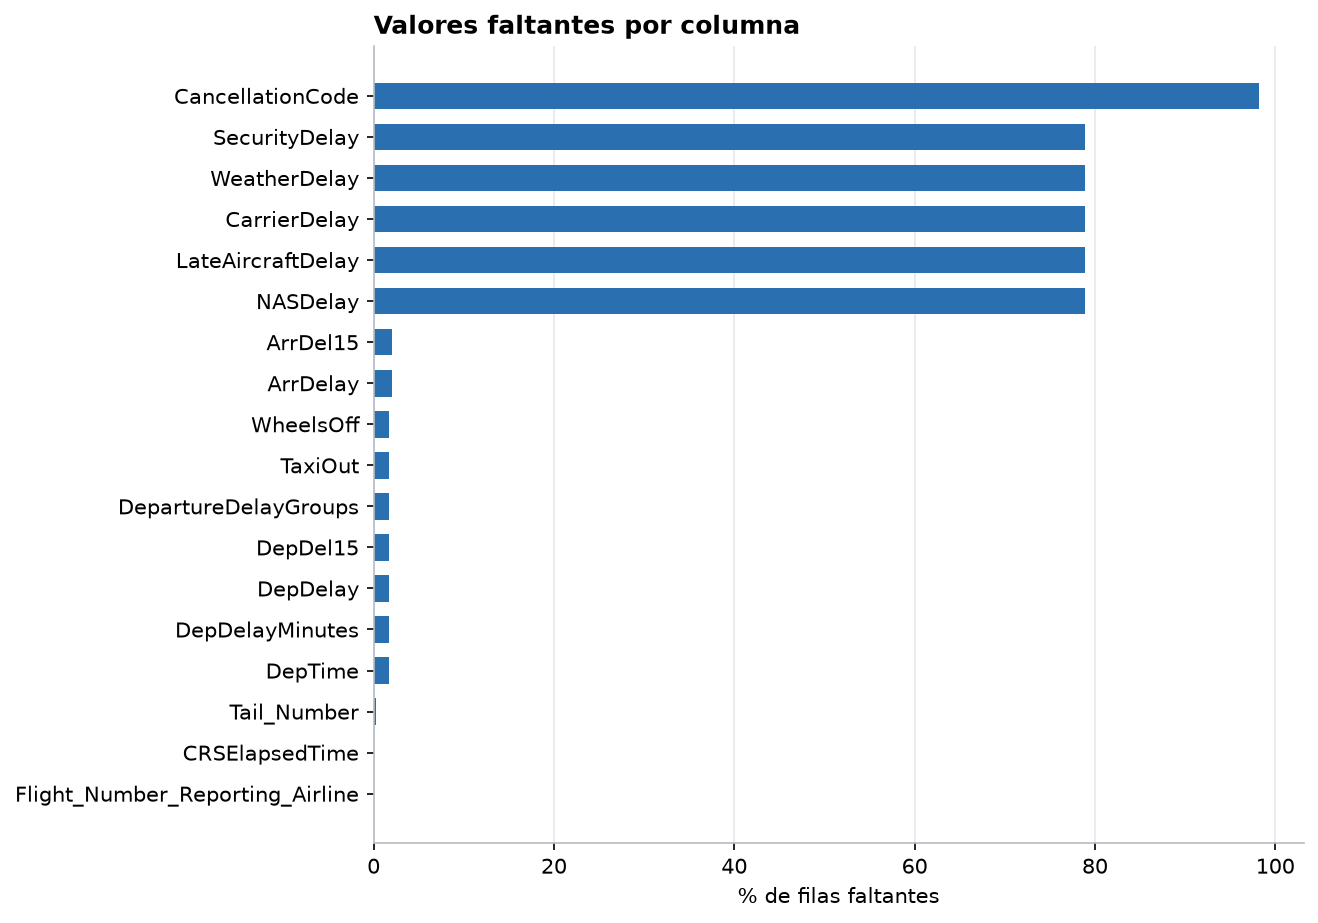 Valores faltantes por columna
CancellationCode
SecurityDelay
WeatherDelay
CarrierDelay
LateAircraftDelay
NASDelay
ArrDel15
ArrDelay
WheelsOff
TaxiOut
DepartureDelayGroups
DepDel15
DepDelay
DepDelayMinutes
DepTime
Tail_Number
CRSElapsedTime
Flight_Number_Reporting_Airline
0 20 40 60 80 100
% de filas faltantes